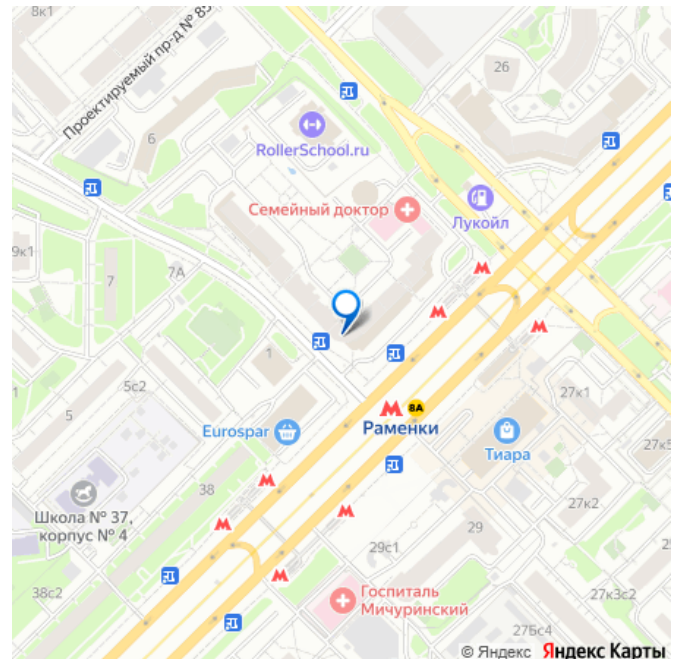 8к1
Проектируемый пр-д № 85
26
6
RollerSchool.ru
Семейный доктор
Лукойл
9к1
7А
7
М
М
М
1
5с2
М 8А
Раменки
27к1
5
Eurospar
Тиара
27к5
38
М
М
М
27к2
Школа № 37,
корпус № 4
29
29с1
М
38с2
Госпиталь
Мичуринский
27к3с2
27Бс4
© Яндекс Яндекс Карты